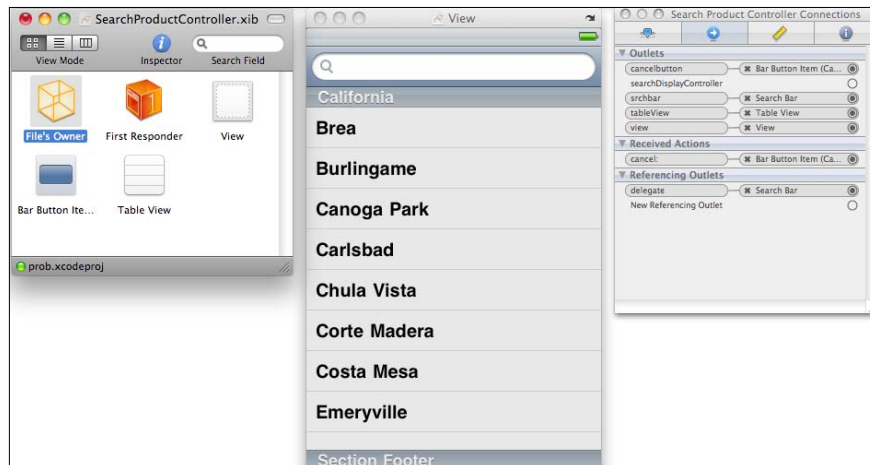 SearchProductController.xib
View Mode
Inspector
Search Field
File's Owner
First Responder
View
Bar Button Ite...
Table View
prob.xcodeproj
View
California
Brea
Burlingame
Canoga Park
Carlsbad
Chula Vista
Corte Madera
Costa Mesa
Emeryville
Section Footer
Search Product Controller Connections
Outlets
cancelbutton
Bar Button Item (Ca...
searchDisplayController
srchbar
Search Bar
tableView
Table View
view
View
Received Actions
cancel:
Bar Button Item (Ca...
Referencing Outlets
delegate
Search Bar
New Referencing Outlet